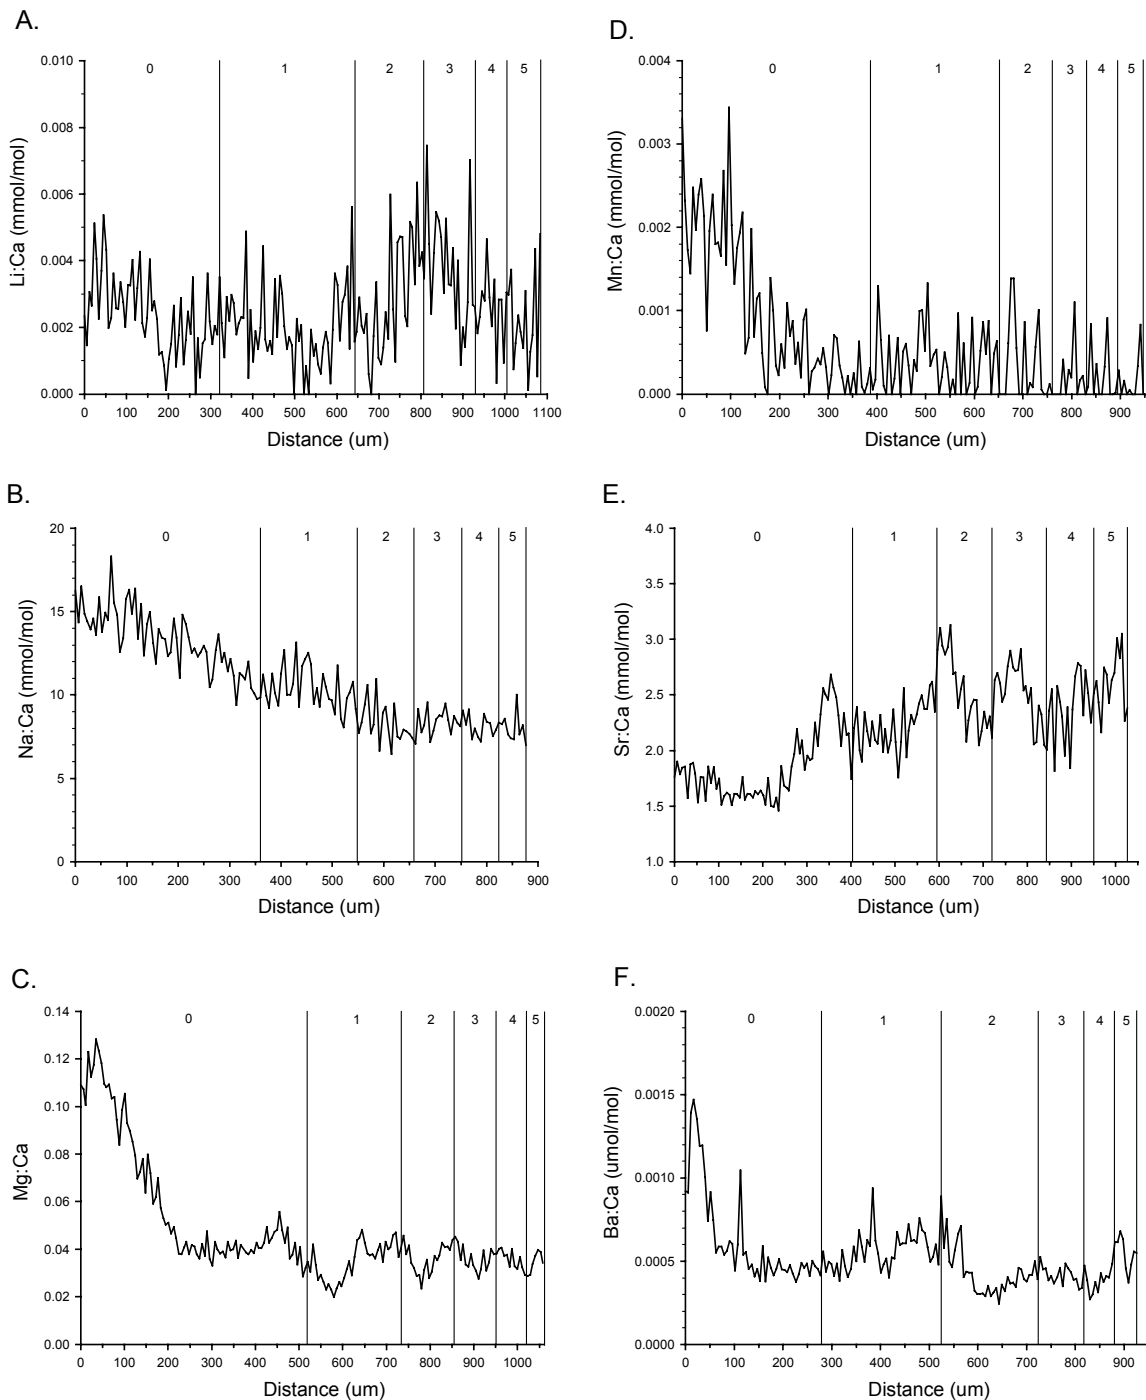 A.
0 1 2 3 4 5
0.010
0.008
0.006
0.004
0.002
0.000
Li:Ca (mmol/mol)
0 100 200 300 400 500 600 700 800 900 1000 1100
Distance (um)
D.
0 1 2 3 4 5
0.004
0.003
0.002
0.001
0.000
Mn:Ca (mmol/mol)
0 100 200 300 400 500 600 700 800 900
Distance (um)
B.
0 1 2 3 4 5
20
15
10
5
0
Na:Ca (mmol/mol)
0 100 200 300 400 500 600 700 800 900
Distance (um)
E.
0 1 2 3 4 5
4.0
3.5
3.0
2.5
2.0
1.5
1.0
Sr:Ca (mmol/mol)
0 100 200 300 400 500 600 700 800 900 1000
Distance (um)
C.
0 1 2 3 4 5
0.14
0.12
0.10
0.08
0.06
0.04
0.02
0.00
Mg:Ca
0 100 200 300 400 500 600 700 800 900 1000
Distance (um)
F.
0 1 2 3 4 5
0.0020
0.0015
0.0010
0.0005
0.0000
Ba:Ca (umol/mol)
0 100 200 300 400 500 600 700 800 900
Distance (um)